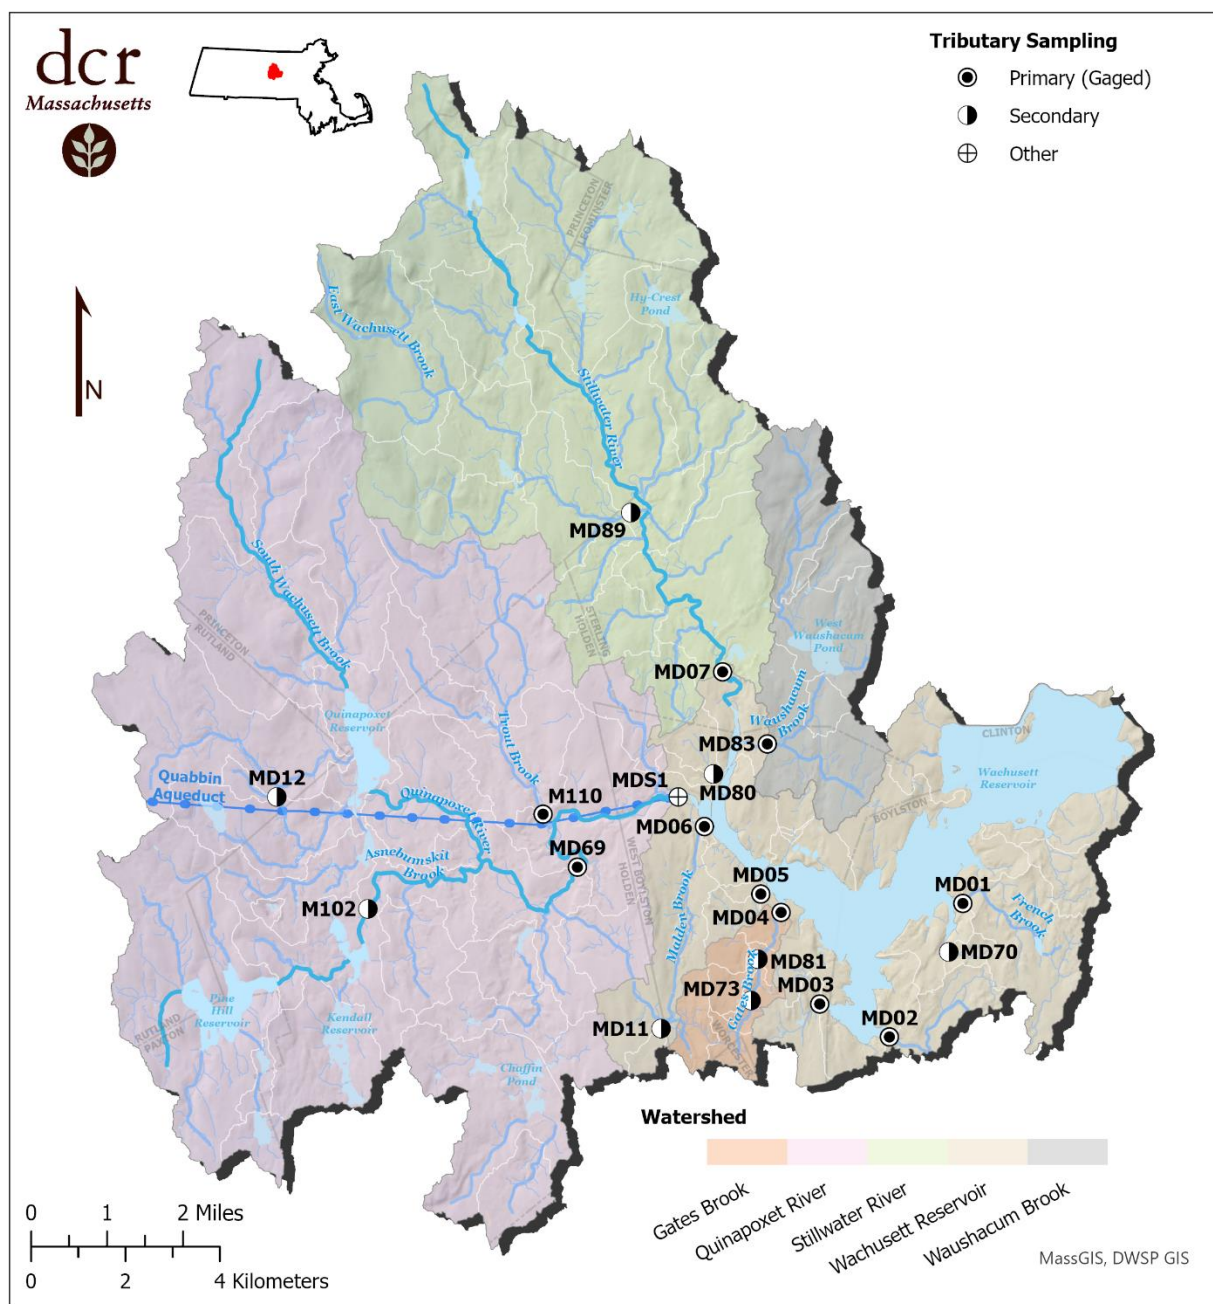 dcr
Massachusetts
Tributary Sampling
Primary (Gaged)
Secondary
Other
N
PRINCETON
LEOMINSTER
Hy-Crest
Pond
East Wachusett Brook
Stillwater River
MD89
South Wachusett Brook
PRINCETON
RUTLAND
STERLING
HOLDEN
West
Waushacum
Pond
MD07
Waushacum
Brook
MD83
Quinapoxet
Reservoir
Trout Brook
CLINTON
Wachusett
Reservoir
MD12
Quabbin
Aqueduct
MDS1
MD80
M110
Quinapoxet River
MD06
BOYLSTON
Asnebumskit
Brook
MD69
WEST BOYLSTON
HOLDEN
Malden Brook
MD05
MD04
MD01
French
Brook
M102
MD81
MD70
MD73
Gates Brook
MD03
MD02
MD11
WORCESTER
Pine
Hill
Reservoir
Kendall
Reservoir
RUTLAND
PAXTON
Chaffin
Pond
Watershed
Gates Brook
Quinapoxet River
Stillwater River
Wachusett Reservoir
Waushacum Brook
0 1 2 Miles
0 2 4 Kilometers
MassGIS, DWSP GIS